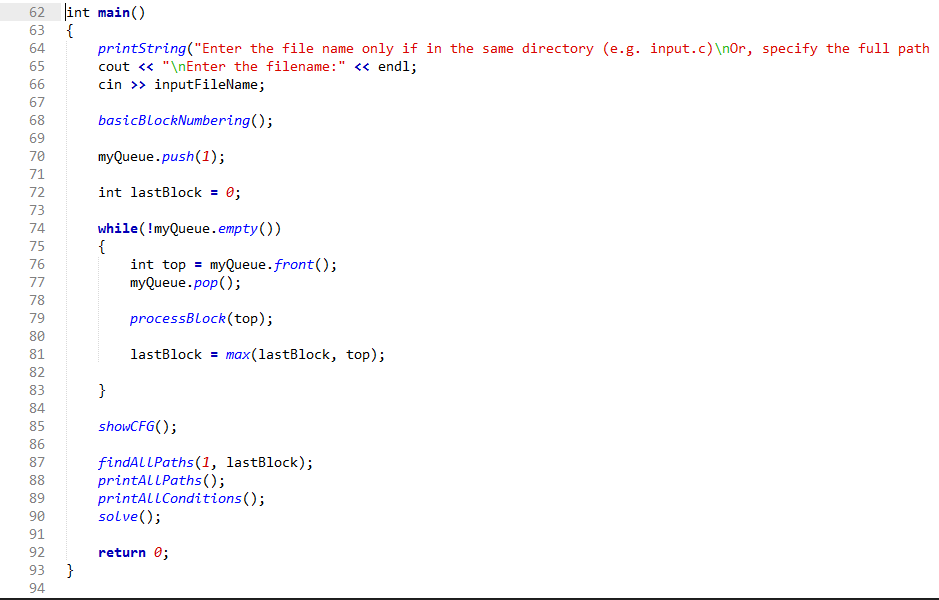 62 int main()
63 {
64 printString("Enter the file name only if in the same directory (e.g. input.c)\nOr, specify the full path
65 cout << "\nEnter the filename:" << endl;
66 cin >> inputFileName;
67
68 basicBlockNumbering();
69
70 myQueue.push(1);
71
72 int lastBlock = 0;
73
74 while(!myQueue.empty())
75 {
76 int top = myQueue.front();
77 myQueue.pop();
78
79 processBlock(top);
80
81 lastBlock = max(lastBlock, top);
82
83 }
84
85 showCFG();
86
87 findAllPaths(1, lastBlock);
88 printAllPaths();
89 printAllConditions();
90 solve();
91
92 return 0;
93 }
94